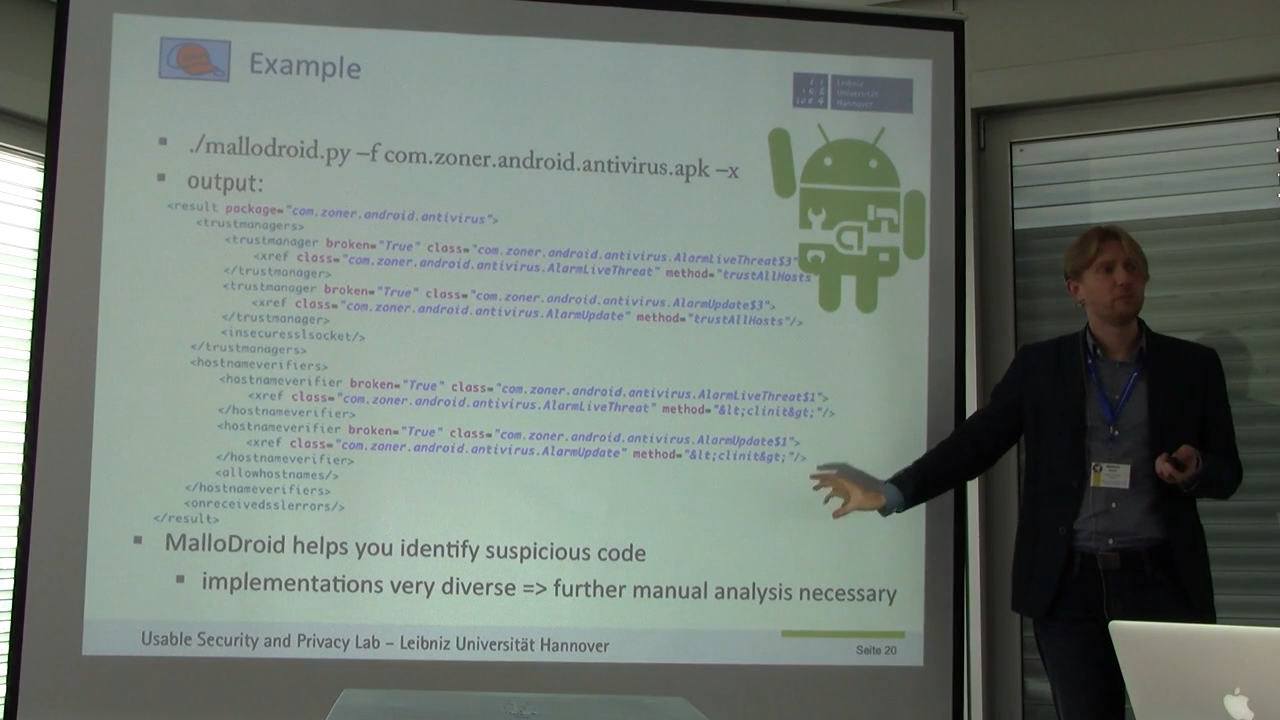 Example
Leibniz
Universität
Hannover
./mallodroid.py –f com.zoner.android.antivirus.apk –x
output:
<result package="com.zoner.android.antivirus">
<trustmanagers>
<trustmanager broken="True" class="com.zoner.android.antivirus.AlarmLiveThreat$3"
<xref class="com.zoner.android.antivirus.AlarmLiveThreat" method="trustAllHosts
</trustmanager>
<trustmanager broken="True" class="com.zoner.android.antivirus.AlarmUpdate$3">
<xref class="com.zoner.android.antivirus.AlarmUpdate" method="trustAllHosts"/>
</trustmanager>
<insecuresslsocket/>
</trustmanagers>
<hostnameverifiers>
<hostnameverifier broken="True" class="com.zoner.android.antivirus.AlarmLiveThreat$1">
<xref class="com.zoner.android.antivirus.AlarmLiveThreat" method="&lt;clinit&gt;"/>
</hostnameverifier>
<hostnameverifier broken="True" class="com.zoner.android.antivirus.AlarmUpdate$1">
<xref class="com.zoner.android.antivirus.AlarmUpdate" method="&lt;clinit&gt;"/>
</hostnameverifier>
<allowhostnames/>
</hostnameverifiers>
<onreceivedsslerrors/>
</result>
MalloDroid helps you identify suspicious code
implementations very diverse => further manual analysis necessary
Usable Security and Privacy Lab – Leibniz Universität Hannover
Seite 20